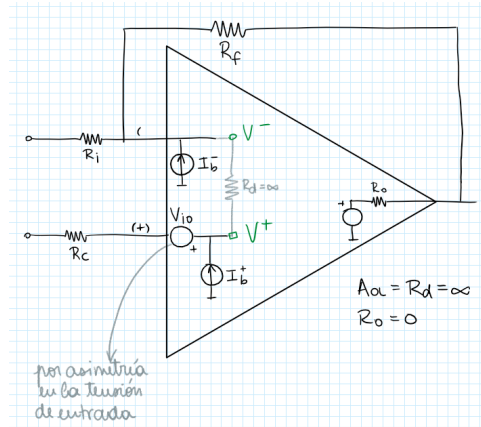 Rf
(
V⁻
Ri
Ib⁻
Rd=∞
Ro
+
Vio
(+)
V⁺
Rc
+
Ib⁺
Aol = Rd = ∞
Ro = 0
por asimetría
en la tensión
de entrada